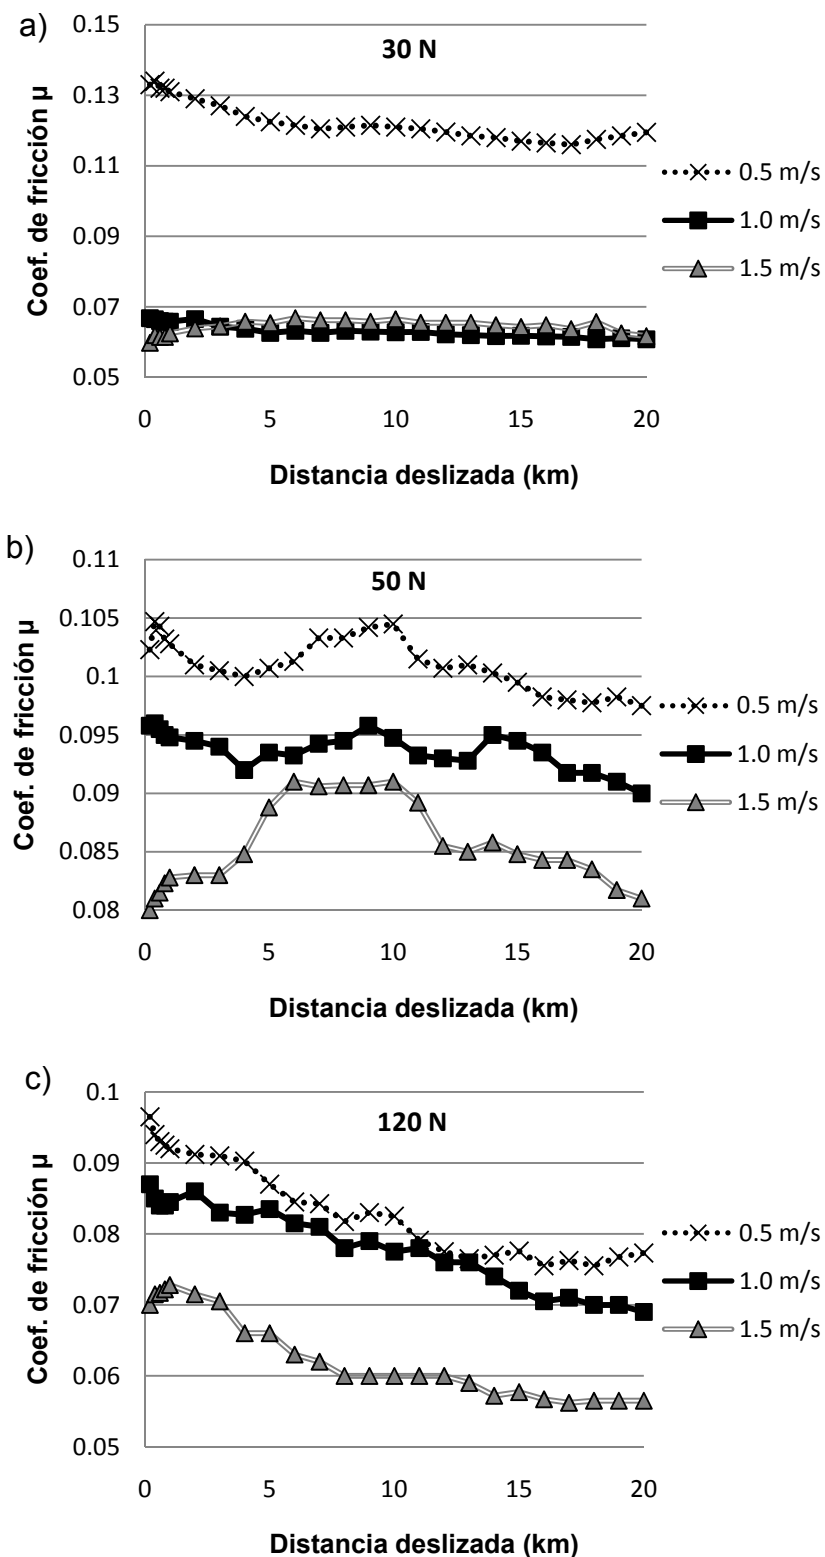 a)
30 N
Coef. de fricción µ
0.15
0.13
0.11
0.09
0.07
0.05
0 5 10 15 20
Distancia deslizada (km)
0.5 m/s
1.0 m/s
1.5 m/s
b)
50 N
Coef. de fricción µ
0.11
0.105
0.1
0.095
0.09
0.085
0.08
0 5 10 15 20
Distancia deslizada (km)
0.5 m/s
1.0 m/s
1.5 m/s
c)
120 N
Coef. de fricción µ
0.1
0.09
0.08
0.07
0.06
0.05
0 5 10 15 20
Distancia deslizada (km)
0.5 m/s
1.0 m/s
1.5 m/s